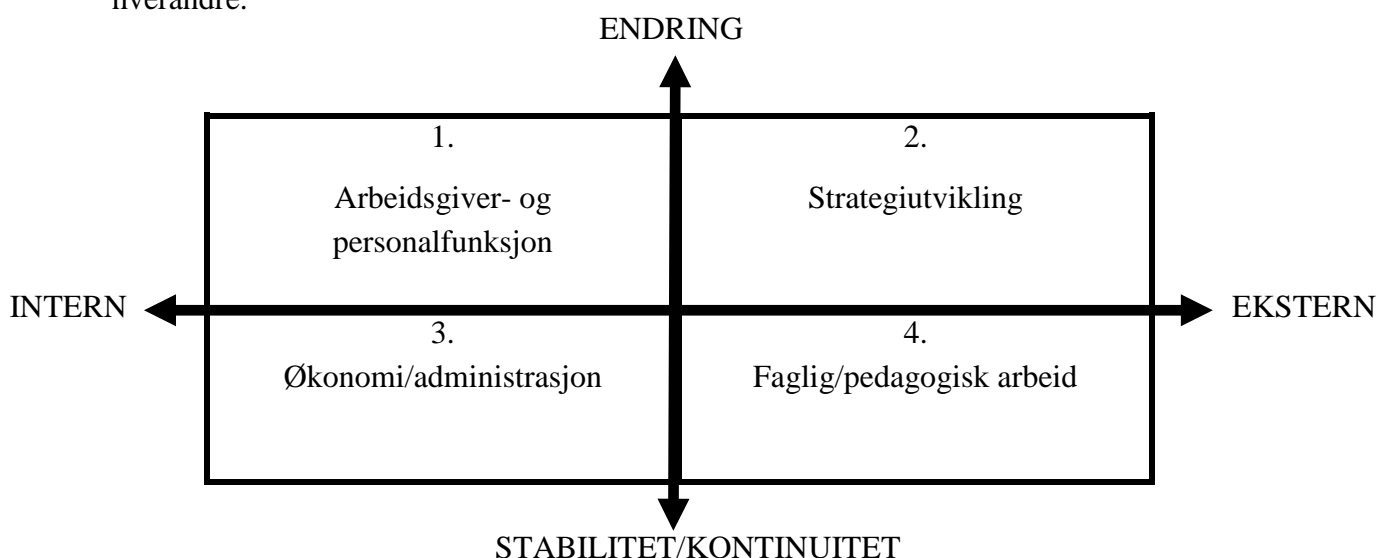 hverandre.
ENDRING
1.
Arbeidsgiver- og
personalfunksjon
2.
Strategiutvikling
INTERN
EKSTERN
3.
Økonomi/administrasjon
4.
Faglig/pedagogisk arbeid
STABILITET/KONTINUITET